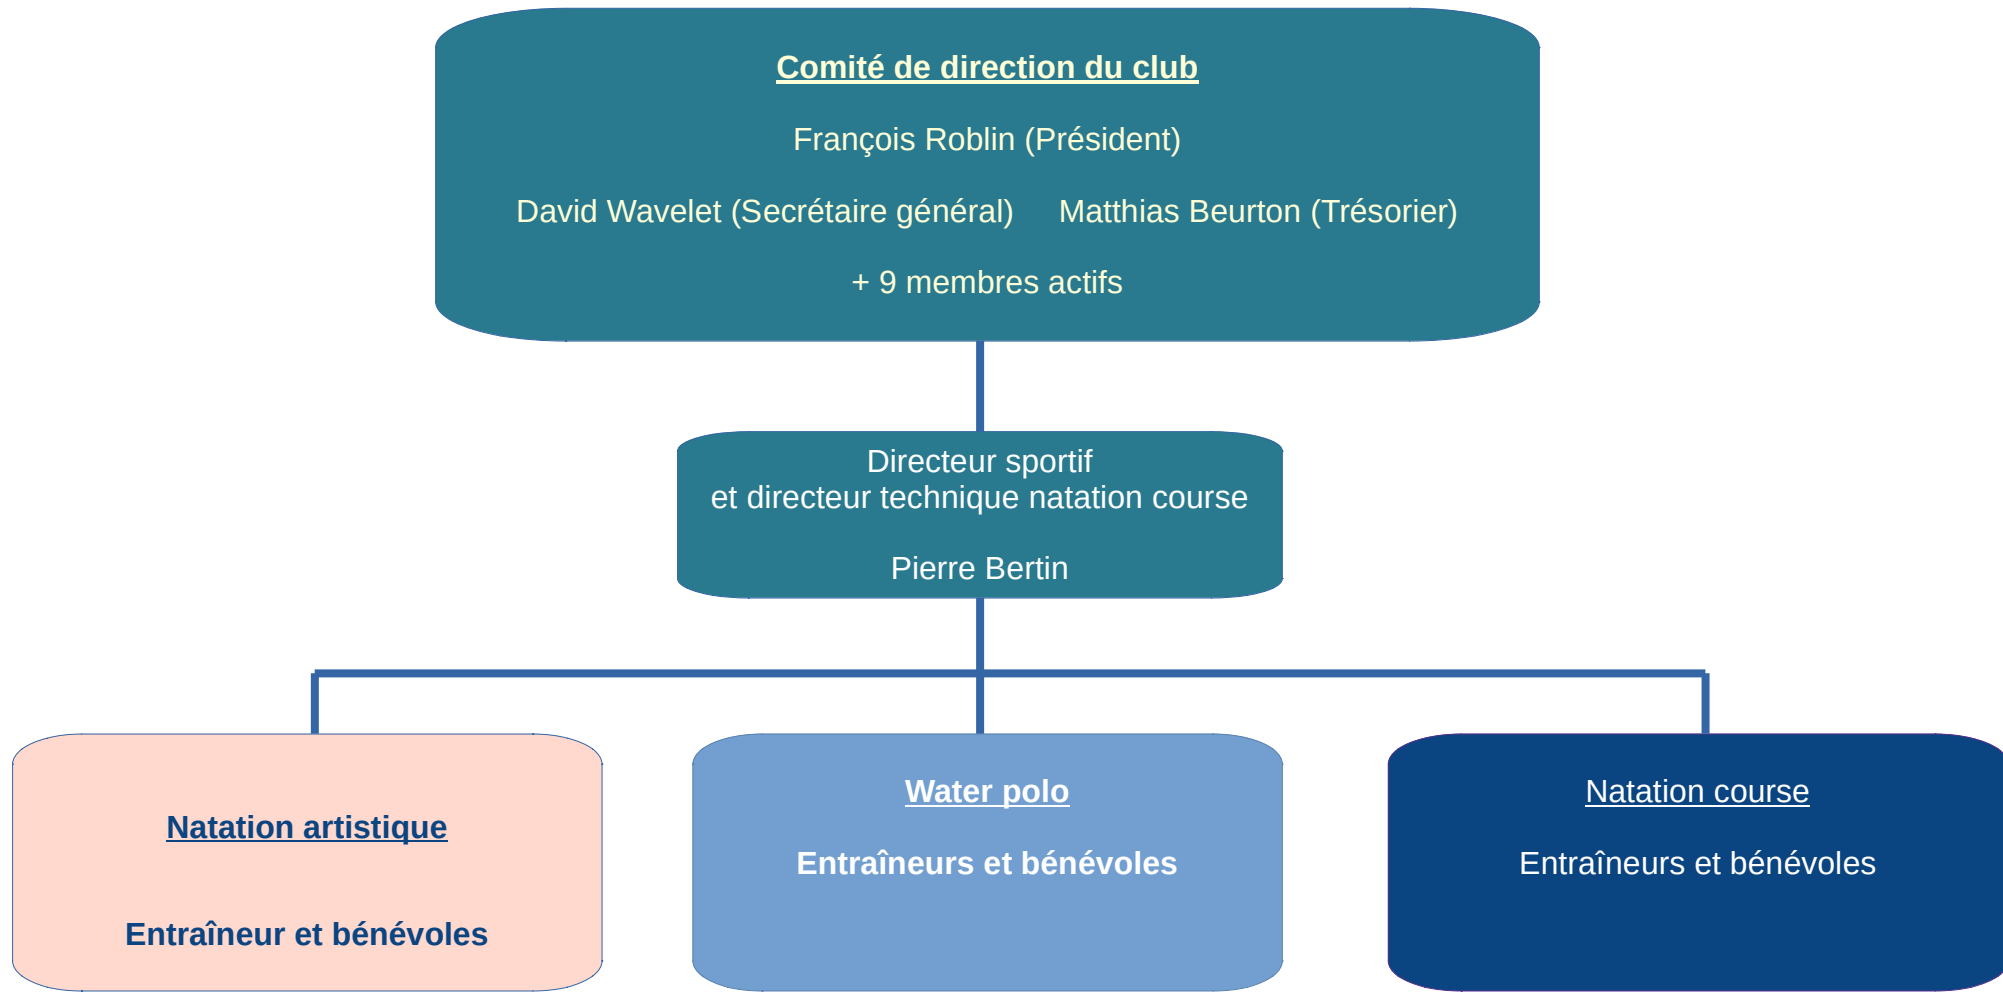 Comité de direction du club
François Roblin (Président)
David Wavelet (Secrétaire général) Matthias Beurton (Trésorier)
+ 9 membres actifs
Directeur sportif
et directeur technique natation course
Pierre Bertin
Natation artistique
Entraîneur et bénévoles
Water polo
Entraîneurs et bénévoles
Natation course
Entraîneurs et bénévoles